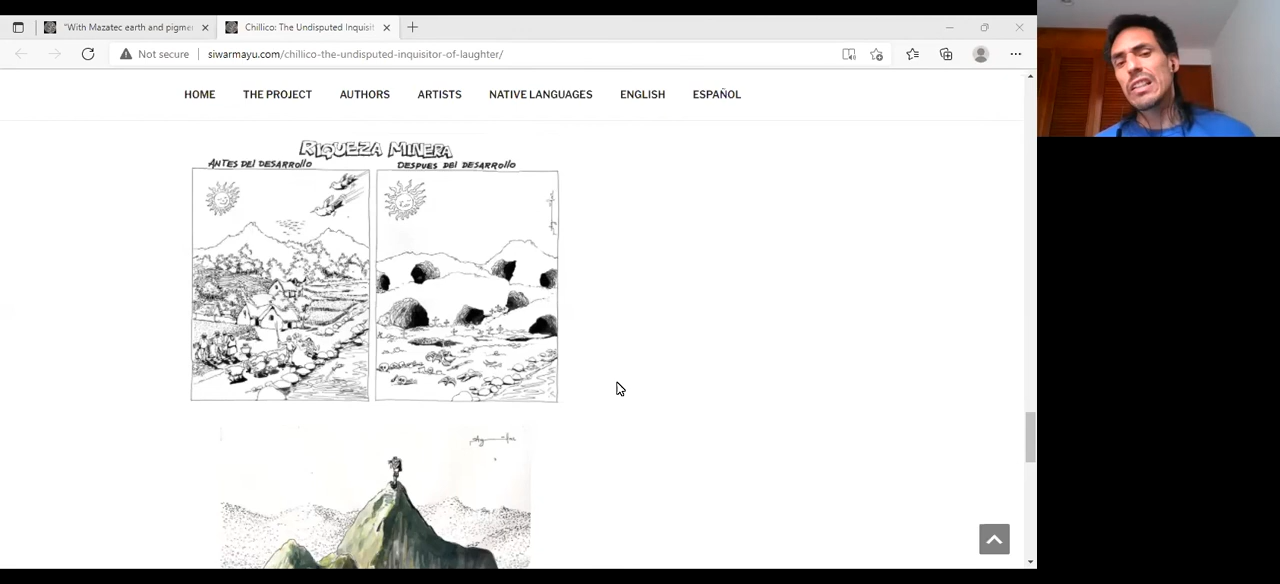 "With Mazatec earth and pigme
Chillico: The Undisputed Inquisit
Not secure
siwarmayu.com/chillico-the-undisputed-inquisitor-of-laughter/
HOME THE PROJECT AUTHORS ARTISTS NATIVE LANGUAGES ENGLISH ESPAÑOL
RIQUEZA MINERA
ANTES DEL DESARROLLO
DESPUES DEL DESARROLLO